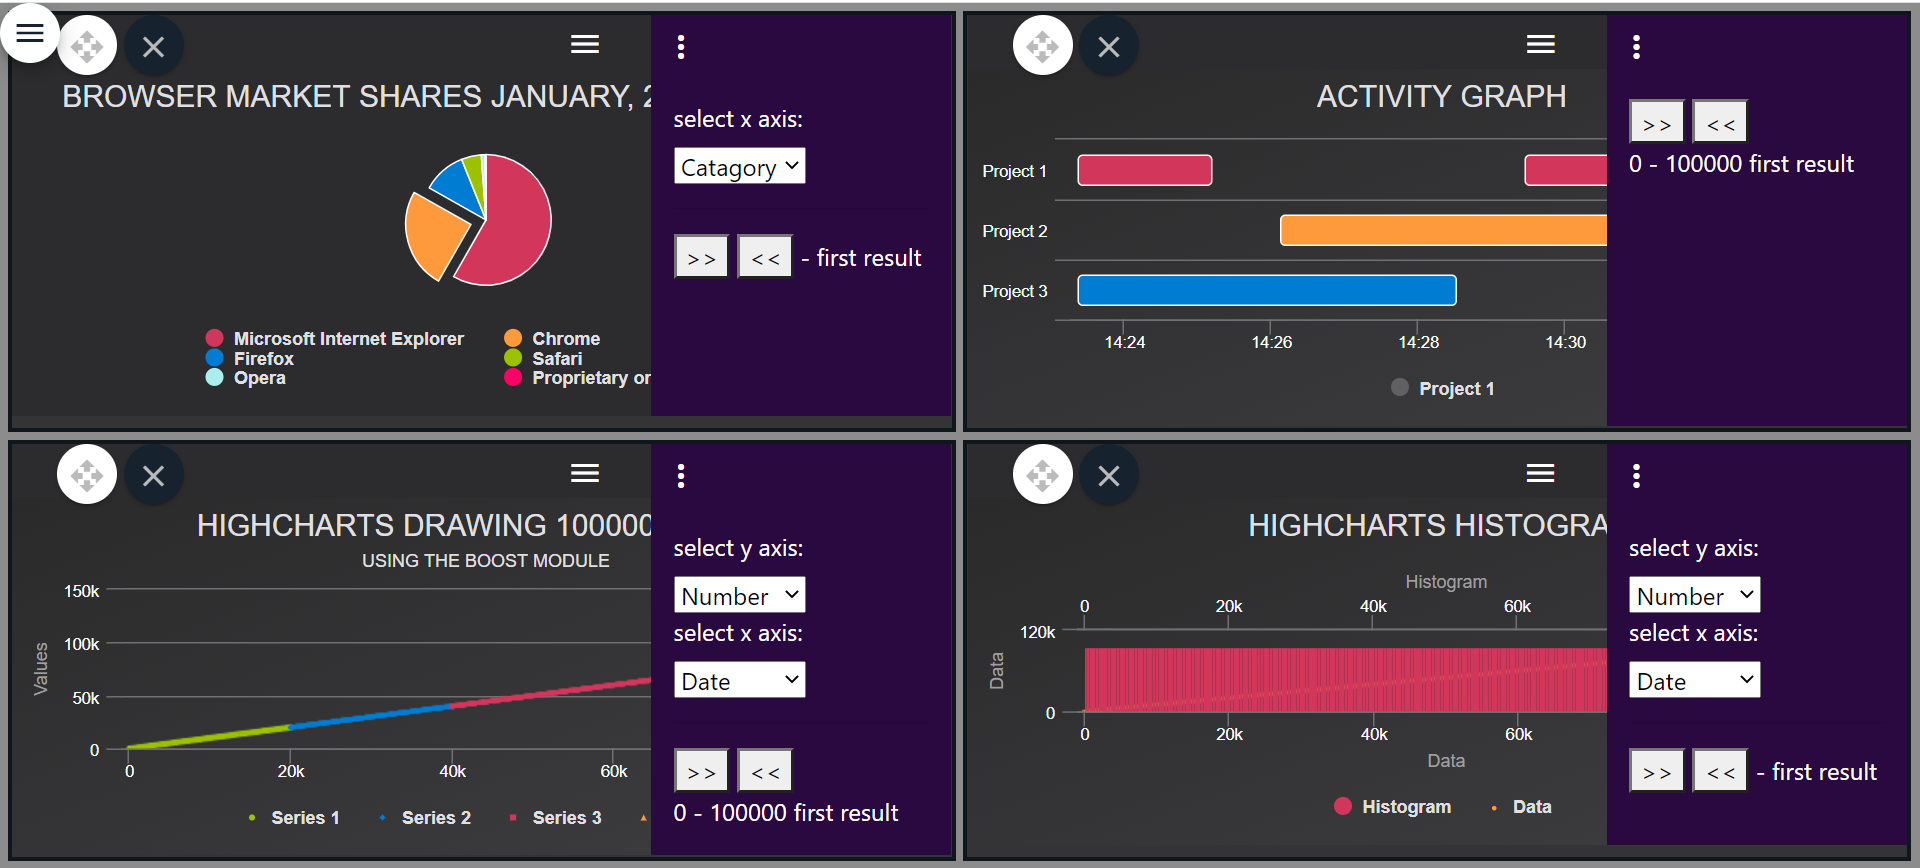 BROWSER MARKET SHARES JANUARY, 2
Microsoft Internet Explorer
Chrome
Firefox
Safari
Opera
Proprietary or
select x axis:
Catagory
>> << - first result
ACTIVITY GRAPH
Project 1
Project 2
Project 3
14:24 14:26 14:28 14:30
Project 1
>> <<
0 - 100000 first result
HIGHCHARTS DRAWING 100000
USING THE BOOST MODULE
Values
150k
100k
50k
0
0 20k 40k 60k
Series 1 Series 2 Series 3
select y axis:
Number
select x axis:
Date
>> <<
0 - 100000 first result
HIGHCHARTS HISTOGRA
Histogram
0 20k 40k 60k
Data
120k
0
0 20k 40k 60k
Data
Histogram Data
select y axis:
Number
select x axis:
Date
>> << - first result